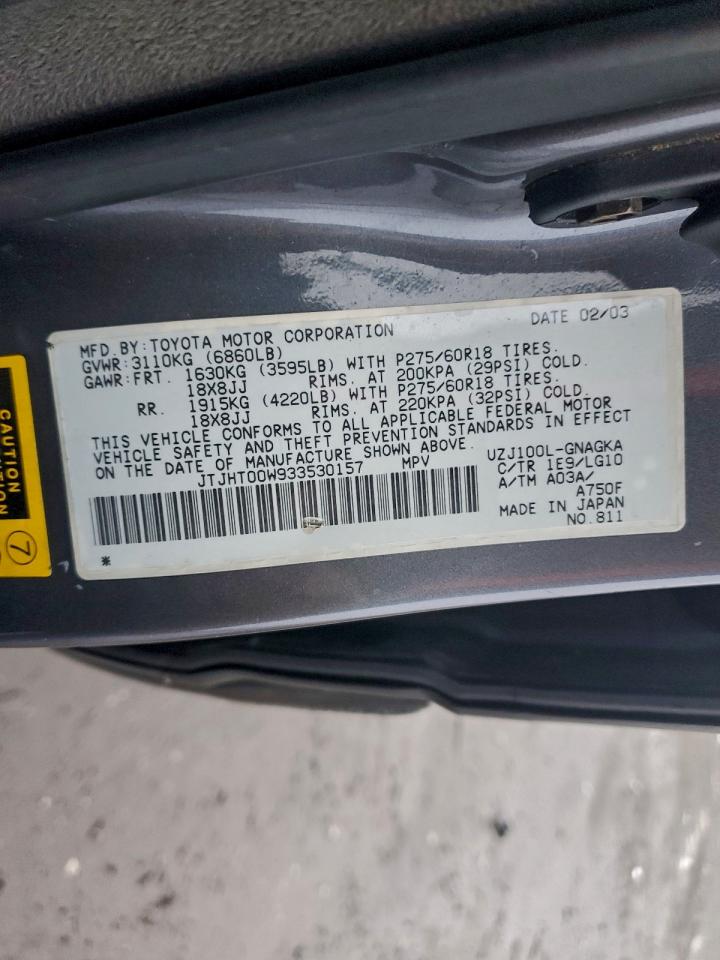 DATE 02/03
MFD.BY:TOYOTA MOTOR CORPORATION
GVWR:3110KG (6860LB)
GAWR:FRT. 1630KG (3595LB) WITH P275/60R18 TIRES.
18X8JJ RIMS. AT 200KPA (29PSI) COLD.
RR. 1915KG (4220LB) WITH P275/60R18 TIRES.
18X8JJ RIMS. AT 220KPA (32PSI) COLD.
THIS VEHICLE CONFORMS TO ALL APPLICABLE FEDERAL MOTOR
VEHICLE SAFETY AND THEFT PREVENTION STANDARDS IN EFFECT
ON THE DATE OF MANUFACTURE SHOWN ABOVE.
JTJHT00W933530157 MPV
UZJ100L-GNAGKA
C/TR 1E9/LG10
A/TM A03A/
A750F
MADE IN JAPAN
NO.811
*
CAUTION
7